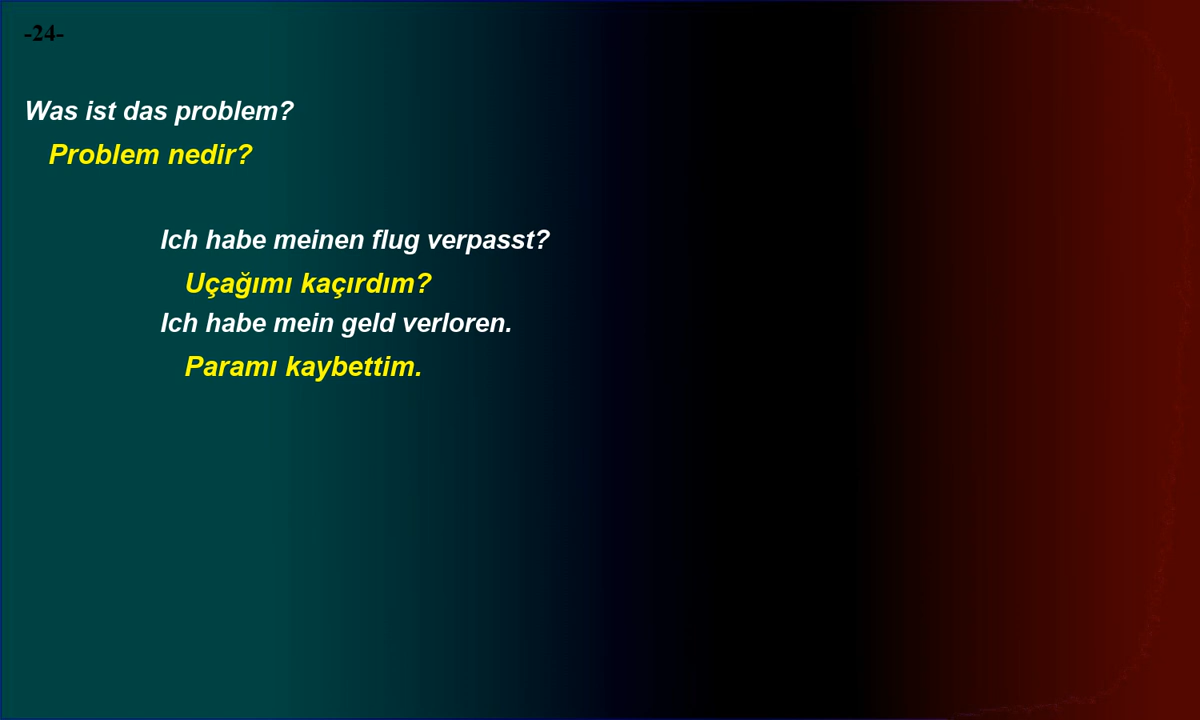 -24-
Was ist das problem?
Problem nedir?
Ich habe meinen flug verpasst?
Uçağımı kaçırdım?
Ich habe mein geld verloren.
Paramı kaybettim.